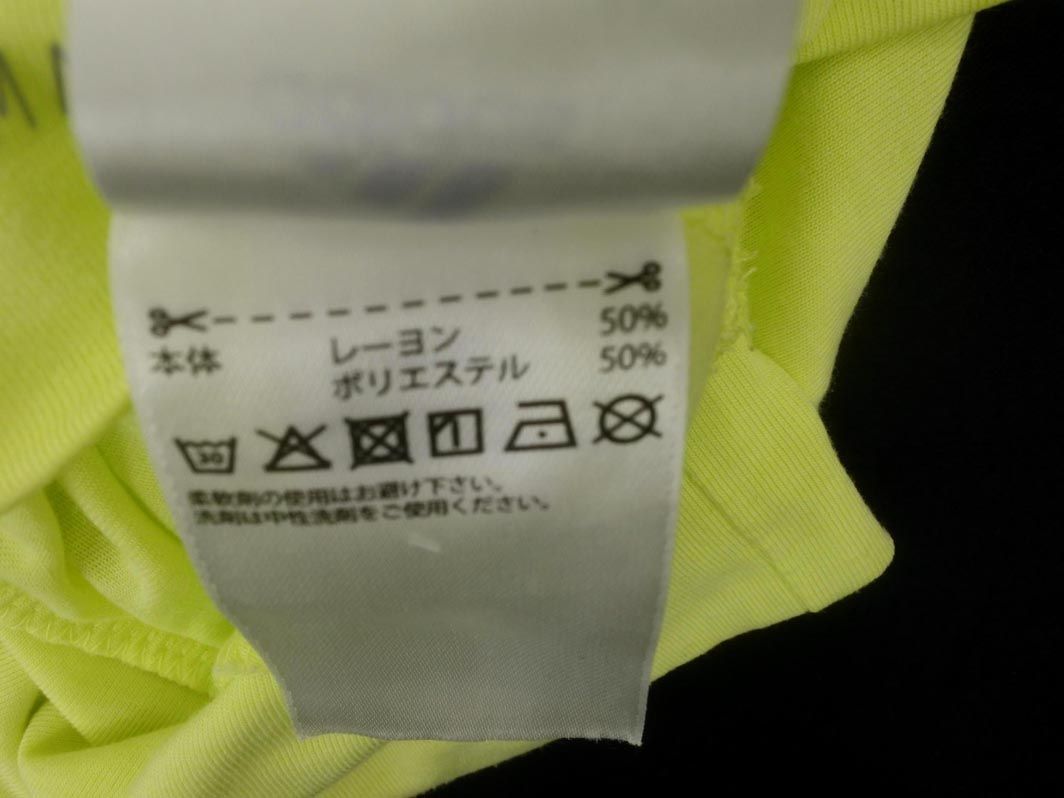 本体 レーヨン 50%
ポリエステル 50%
30
柔軟剤の使用はお避け下さい。
洗剤は中性洗剤をご使用ください。